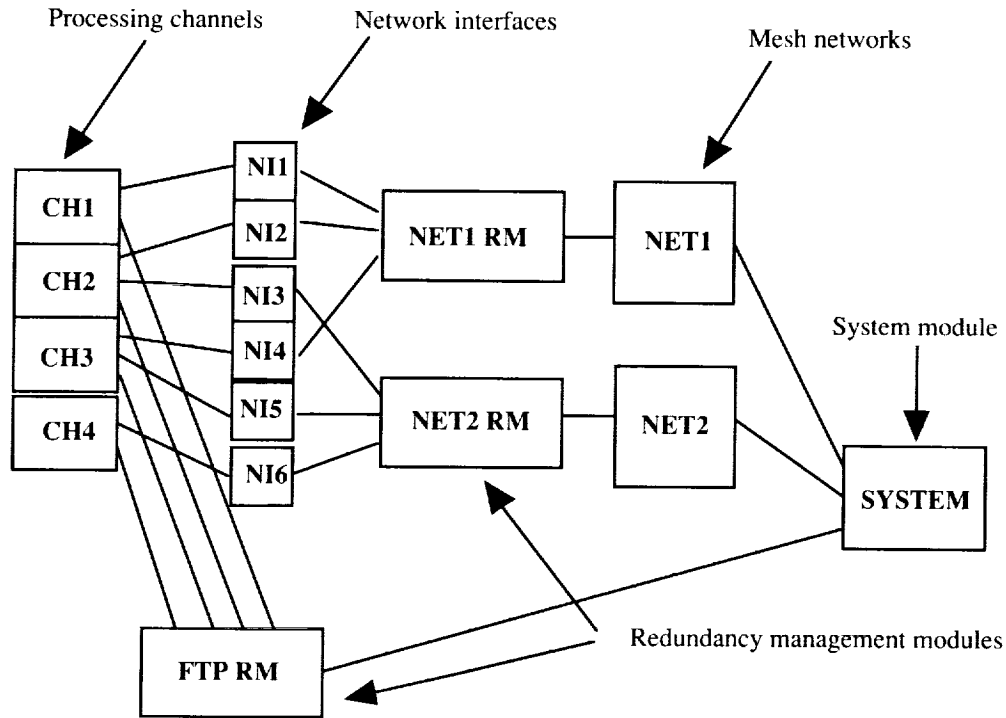 Processing channels
Network interfaces
Mesh networks
System module
CH1
CH2
CH3
CH4
NI1
NI2
NI3
NI4
NI5
NI6
NET1 RM
NET2 RM
NET1
NET2
SYSTEM
FTP RM
Redundancy management modules